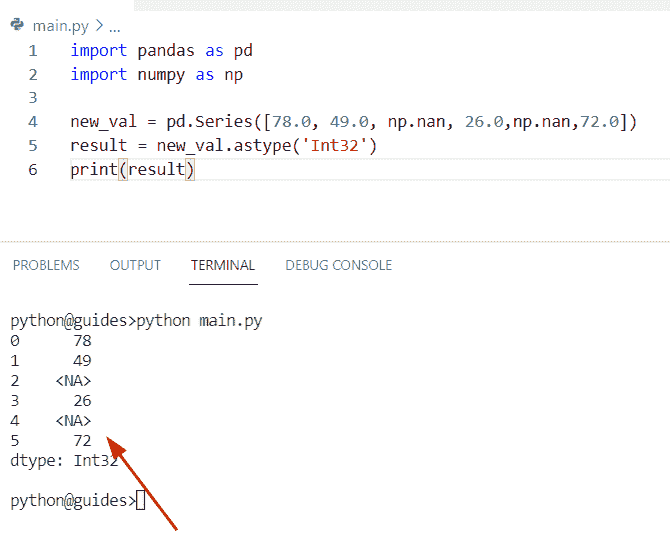 main.py > ...
1 import pandas as pd
2 import numpy as np
3
4 new_val = pd.Series([78.0, 49.0, np.nan, 26.0,np.nan,72.0])
5 result = new_val.astype('Int32')
6 print(result)
PROBLEMS OUTPUT TERMINAL DEBUG CONSOLE
python@guides>python main.py
0 78
1 49
2 <NA>
3 26
4 <NA>
5 72
dtype: Int32
python@guides>